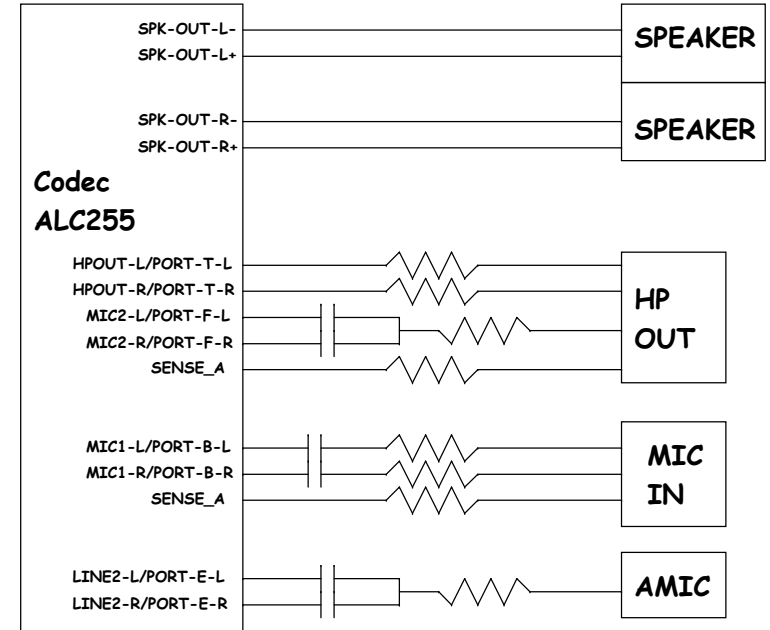 SPK-OUT-L-
SPK-OUT-L+
SPEAKER
SPK-OUT-R-
SPK-OUT-R+
SPEAKER
Codec
ALC255
HPOUT-L/PORT-T-L
HPOUT-R/PORT-T-R
MIC2-L/PORT-F-L
MIC2-R/PORT-F-R
SENSE_A
HP
OUT
MIC1-L/PORT-B-L
MIC1-R/PORT-B-R
SENSE_A
MIC
IN
LINE2-L/PORT-E-L
LINE2-R/PORT-E-R
AMIC